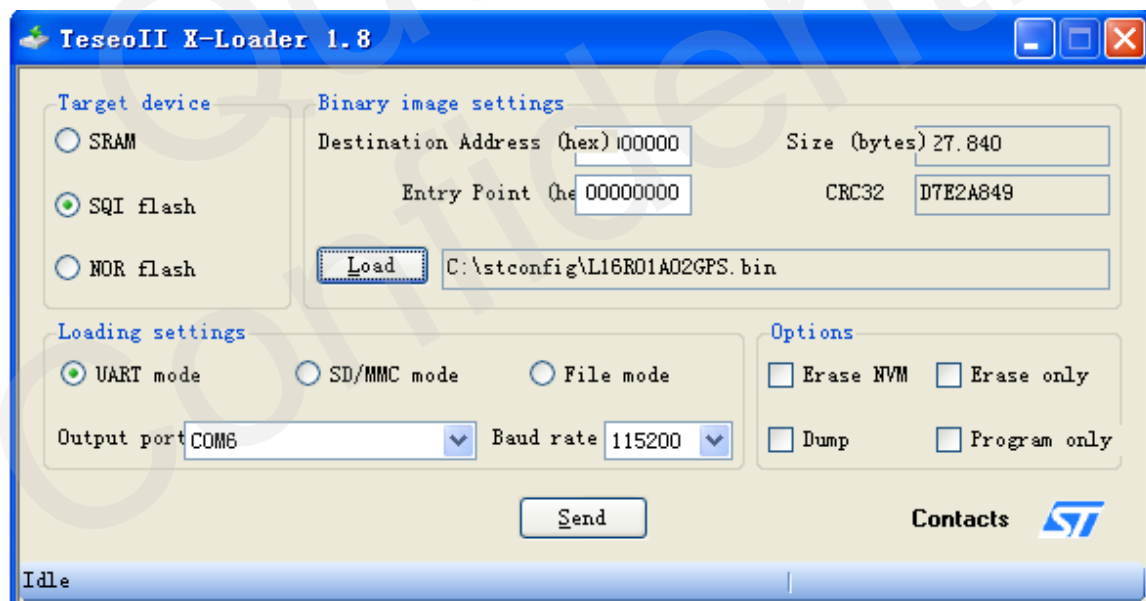 TeseoII X-Loader 1.8
Target device
SRAM
SQI flash
NOR flash
Binary image settings
Destination Address (hex) 00000
Size (bytes) 27.840
Entry Point (he 00000000
CRC32 D7E2A849
Load C:\stconfig\L16R01A02GPS.bin
Loading settings
UART mode SD/MMC mode File mode
Output port COM6 Baud rate 115200
Options
Erase NVM Erase only
Dump Program only
Send
Contacts ST
Idle
Confidential